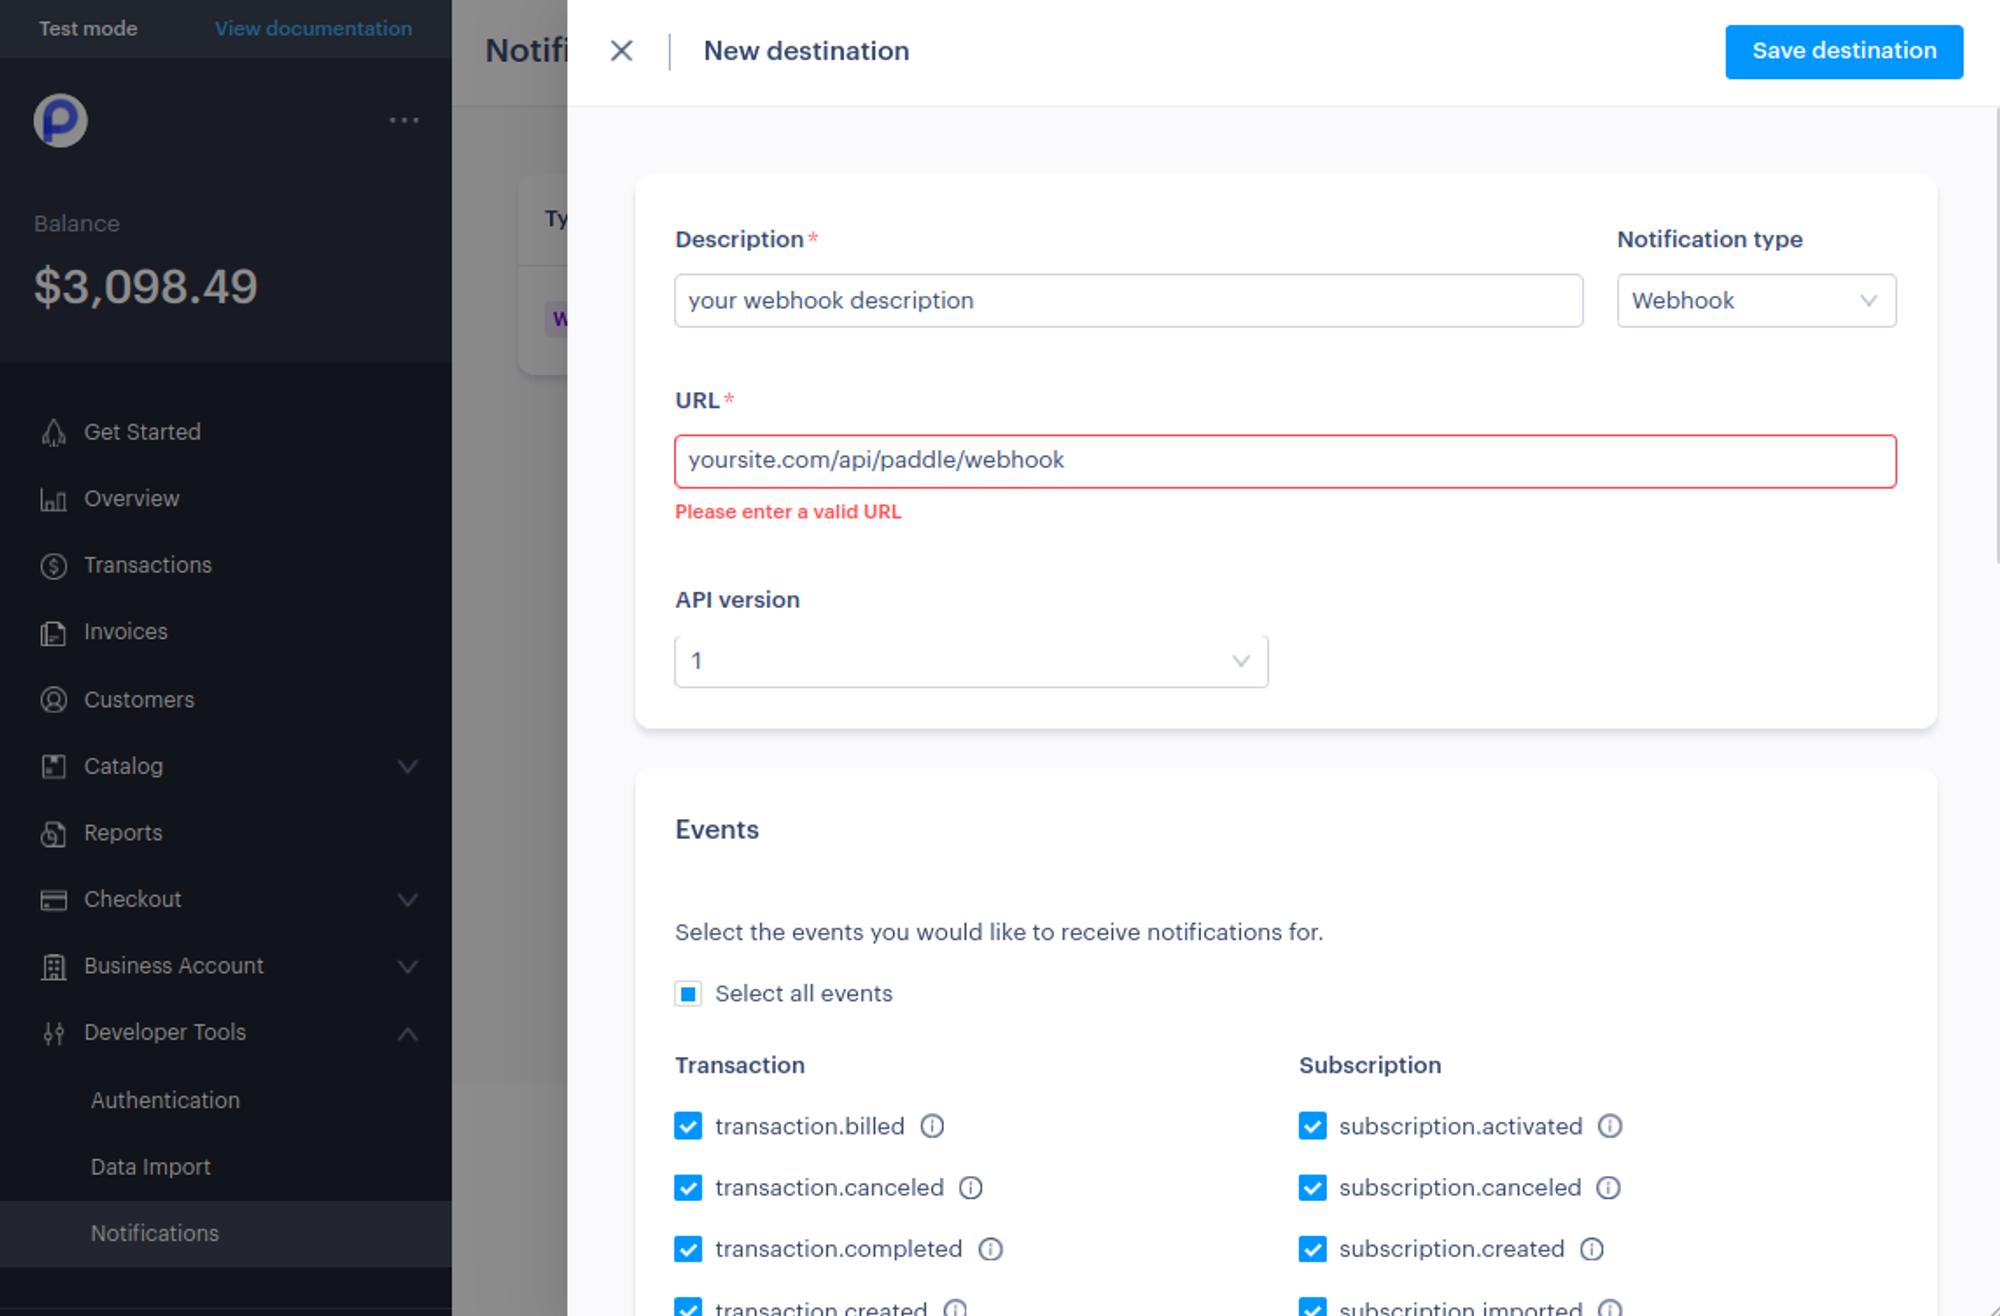 Test mode
View documentation
Balance
$3,098.49
Get Started
Overview
Transactions
Invoices
Customers
Catalog
Reports
Checkout
Business Account
Developer Tools
Authentication
Data Import
Notifications
Notifi
Ty
W
New destination
Save destination
Description*
Notification type
your webhook description
Webhook
URL*
yoursite.com/api/paddle/webhook
Please enter a valid URL
API version
1
Events
Select the events you would like to receive notifications for.
Select all events
Transaction
Subscription
transaction.billed
subscription.activated
transaction.canceled
subscription.canceled
transaction.completed
subscription.created
transaction.created
subscription.imported